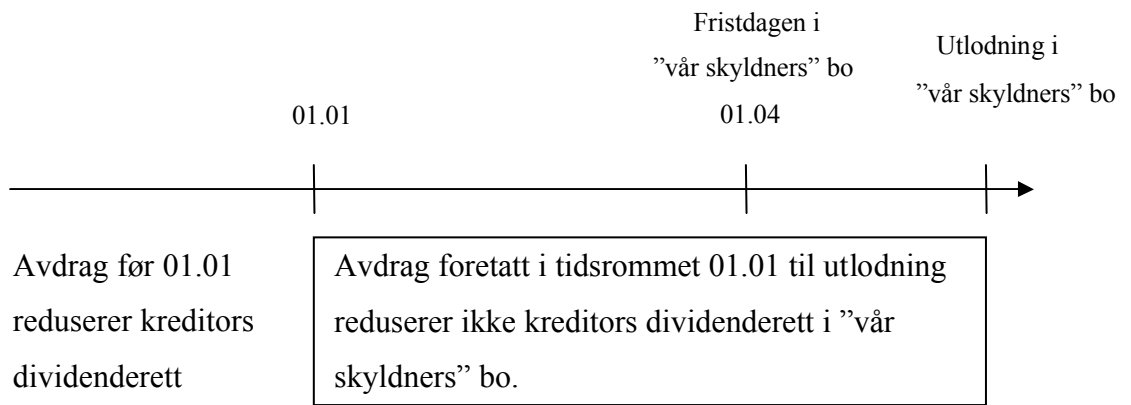 Fristdagen i
”vår skyldners” bo
01.04
Utlodning i
”vår skyldners” bo
01.01
Avdrag før 01.01
reduserer kreditors
dividenderett
Avdrag foretatt i tidsrommet 01.01 til utlodning
reduserer ikke kreditors dividenderett i ”vår
skyldners” bo.